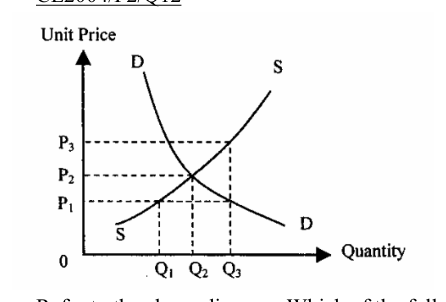 CE2004/P2/Q12
Unit Price
D
S
P3
P2
P1
S
D
0
Q1 Q2 Q3
Quantity
Refer to the above diagram. Which of the foll